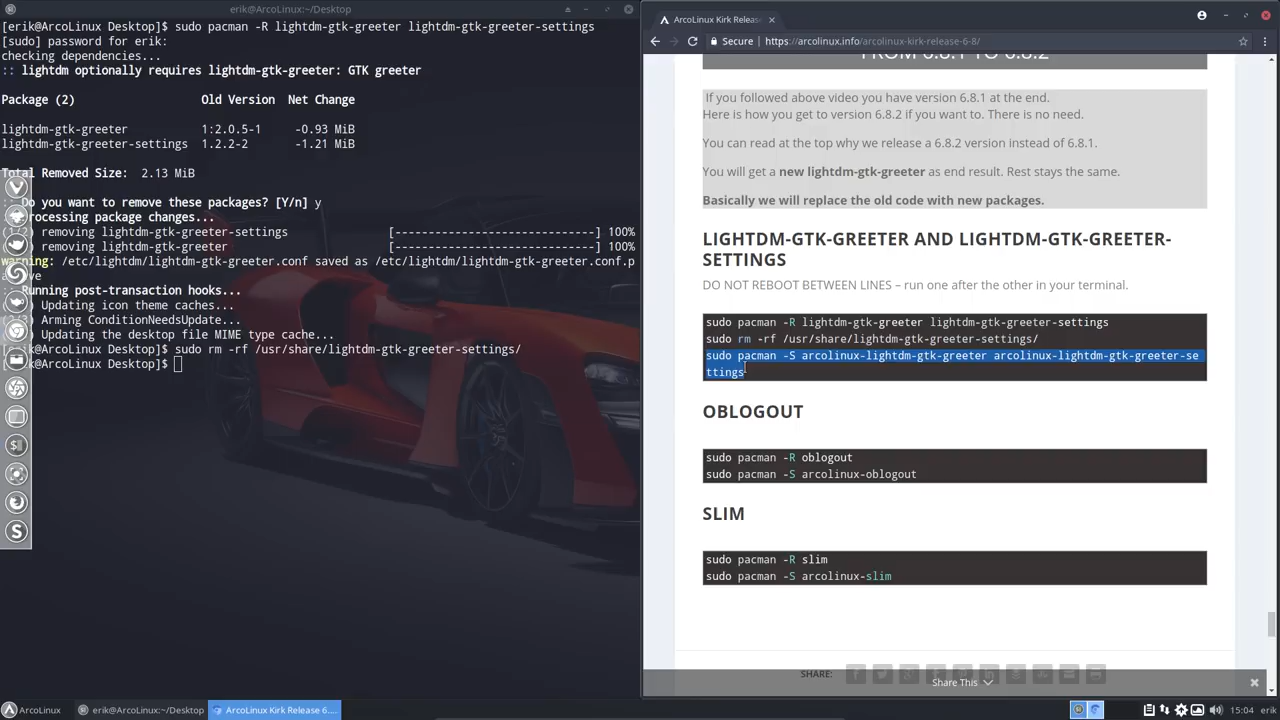 erik@ArcoLinux:~/Desktop
[erik@ArcoLinux Desktop]$ sudo pacman -R lightdm-gtk-greeter lightdm-gtk-greeter-settings
[sudo] password for erik:
checking dependencies...
:: lightdm optionally requires lightdm-gtk-greeter: GTK greeter
Package (2) Old Version Net Change
lightdm-gtk-greeter 1:2.0.5-1 -0.93 MiB
lightdm-gtk-greeter-settings 1.2.2-2 -1.21 MiB
Total Removed Size: 2.13 MiB
Do you want to remove these packages? [Y/n] y
rocessing package changes...
) removing lightdm-gtk-greeter-settings [----------------------------] 100%
) removing lightdm-gtk-greeter [----------------------------] 100%
warning: /etc/lightdm/lightdm-gtk-greeter.conf saved as /etc/lightdm/lightdm-gtk-greeter.conf.p
ve
Running post-transaction hooks...
) Updating icon theme caches...
) Arming ConditionNeedsUpdate...
) Updating the desktop file MIME type cache...
k@ArcoLinux Desktop]$ sudo rm -rf /usr/share/lightdm-gtk-greeter-settings/
k@ArcoLinux Desktop]$
ArcoLinux Kirk Release
Secure https://arcolinux.info/arcolinux-kirk-release-6-8/
FROM 6.8.1 TO 6.8.2
If you followed above video you have version 6.8.1 at the end.
Here is how you get to version 6.8.2 if you want to. There is no need.
You can read at the top why we release a 6.8.2 version instead of 6.8.1.
You will get a new lightdm-gtk-greeter as end result. Rest stays the same.
Basically we will replace the old code with new packages.
LIGHTDM-GTK-GREETER AND LIGHTDM-GTK-GREETER-
SETTINGS
DO NOT REBOOT BETWEEN LINES – run one after the other in your terminal.
sudo pacman -R lightdm-gtk-greeter lightdm-gtk-greeter-settings
sudo rm -rf /usr/share/lightdm-gtk-greeter-settings/
sudo pacman -S arcolinux-lightdm-gtk-greeter arcolinux-lightdm-gtk-greeter-se
ttings
OBLOGOUT
sudo pacman -R oblogout
sudo pacman -S arcolinux-oblogout
SLIM
sudo pacman -R slim
sudo pacman -S arcolinux-slim
SHARE:
Share This
ArcoLinux
erik@ArcoLinux:~/Desktop
ArcoLinux Kirk Release 6....
15:04 erik